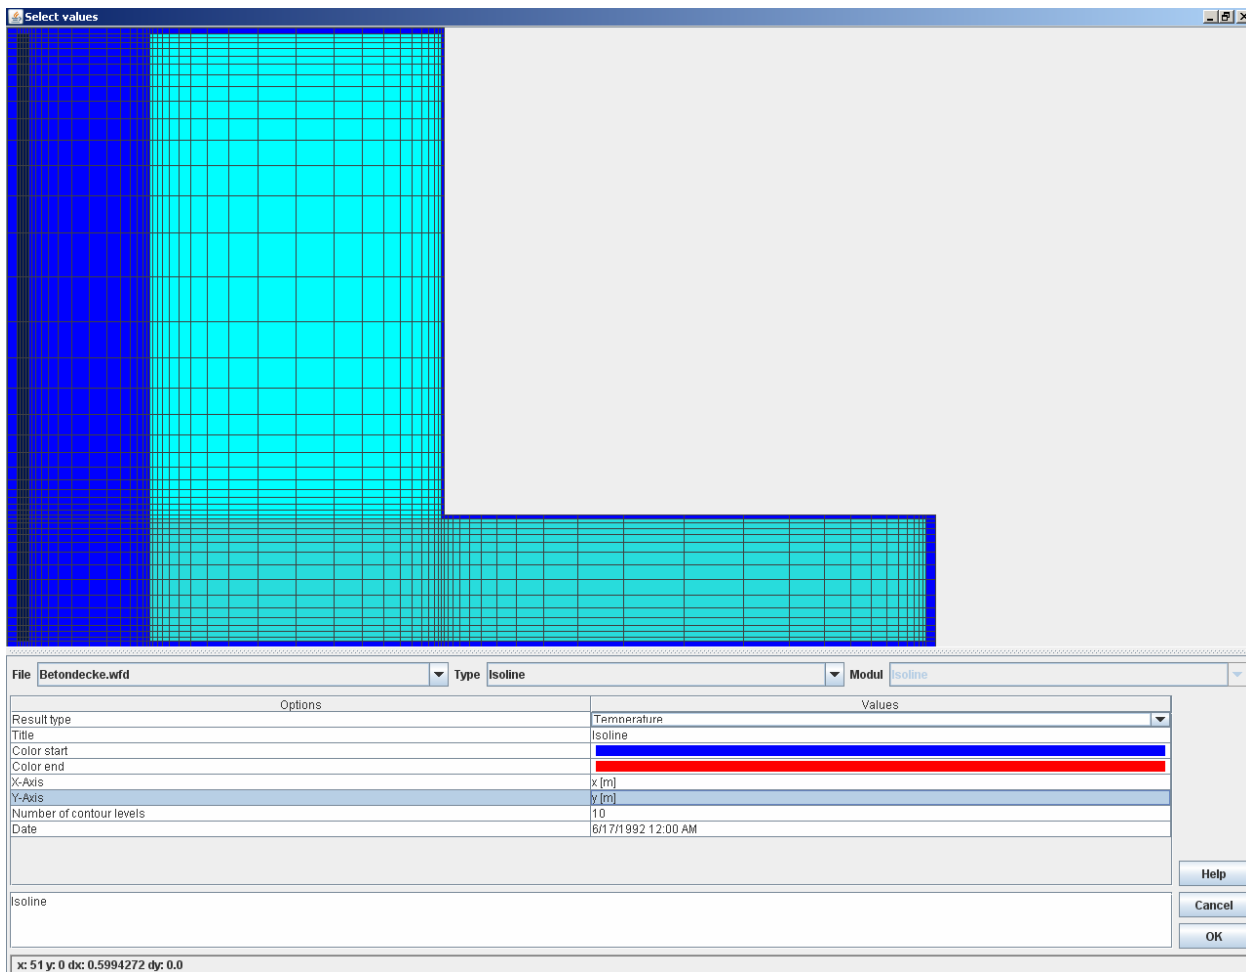 Select values
File Betondecke.wfd Type Isoline Modul Isoline
Options Values
Result type Temperature
Title Isoline
Color start
Color end
X-Axis x [m]
Y-Axis y [m]
Number of contour levels 10
Date 6/17/1992 12:00 AM
Help
Isoline
Cancel
OK
x: 51 y: 0 dx: 0.5994272 dy: 0.0